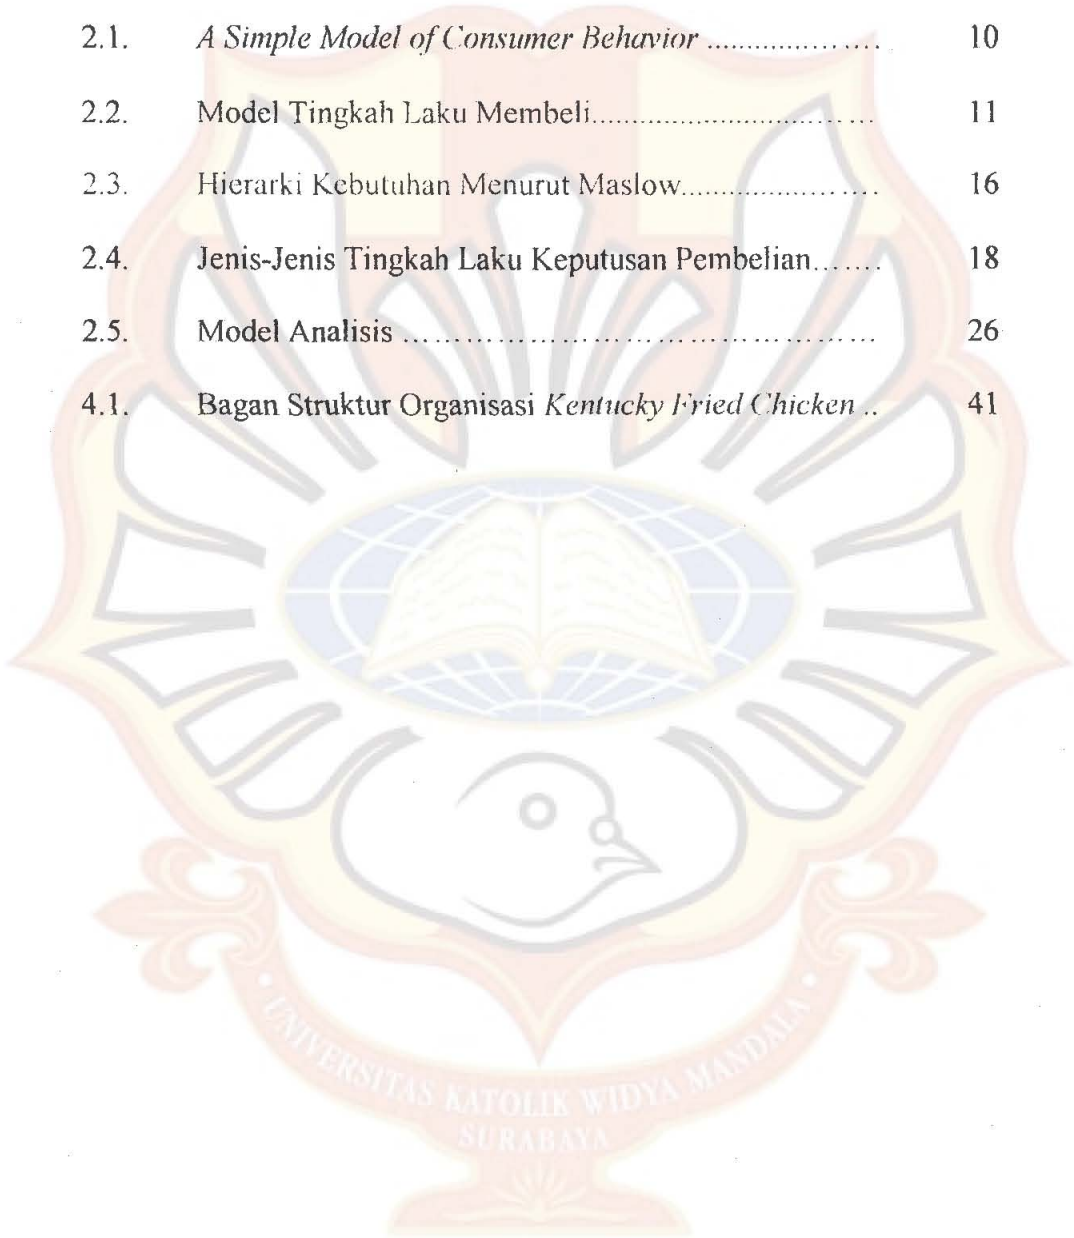 2.1. A Simple Model of Consumer Behavior .................... 10
2.2. Model Tingkah Laku Membeli................................ 11
2.3. Hierarki Kebutuhan Menurut Maslow...................... 16
2.4. Jenis-Jenis Tingkah Laku Keputusan Pembelian....... 18
2.5. Model Analisis ............................................... 26
4.1. Bagan Struktur Organisasi Kentucky Fried Chicken .. 41
UNIVERSITAS KATOLIK WIDYA MANDALA
SURABAYA